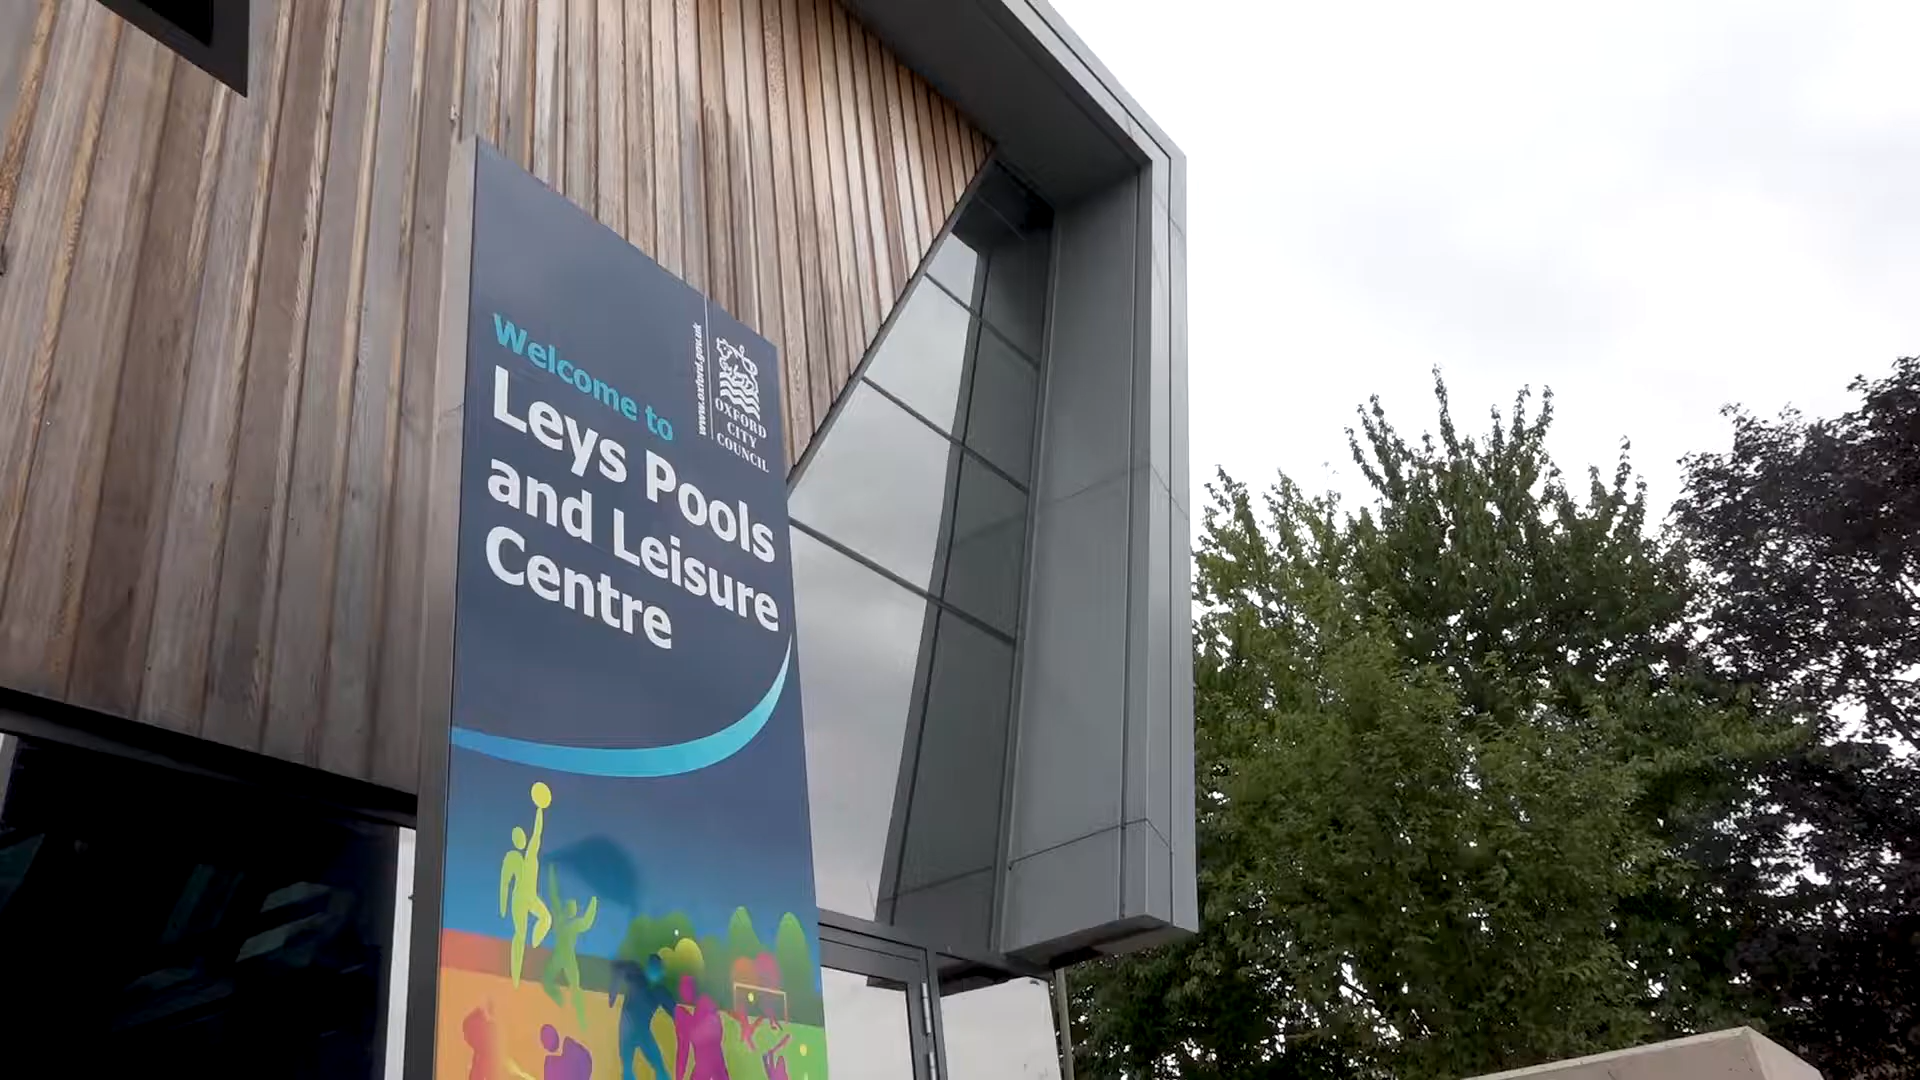 Welcome to
Leys Pools
and Leisure
Centre
www.oxford.gov.uk
OXFORD
CITY
COUNCIL